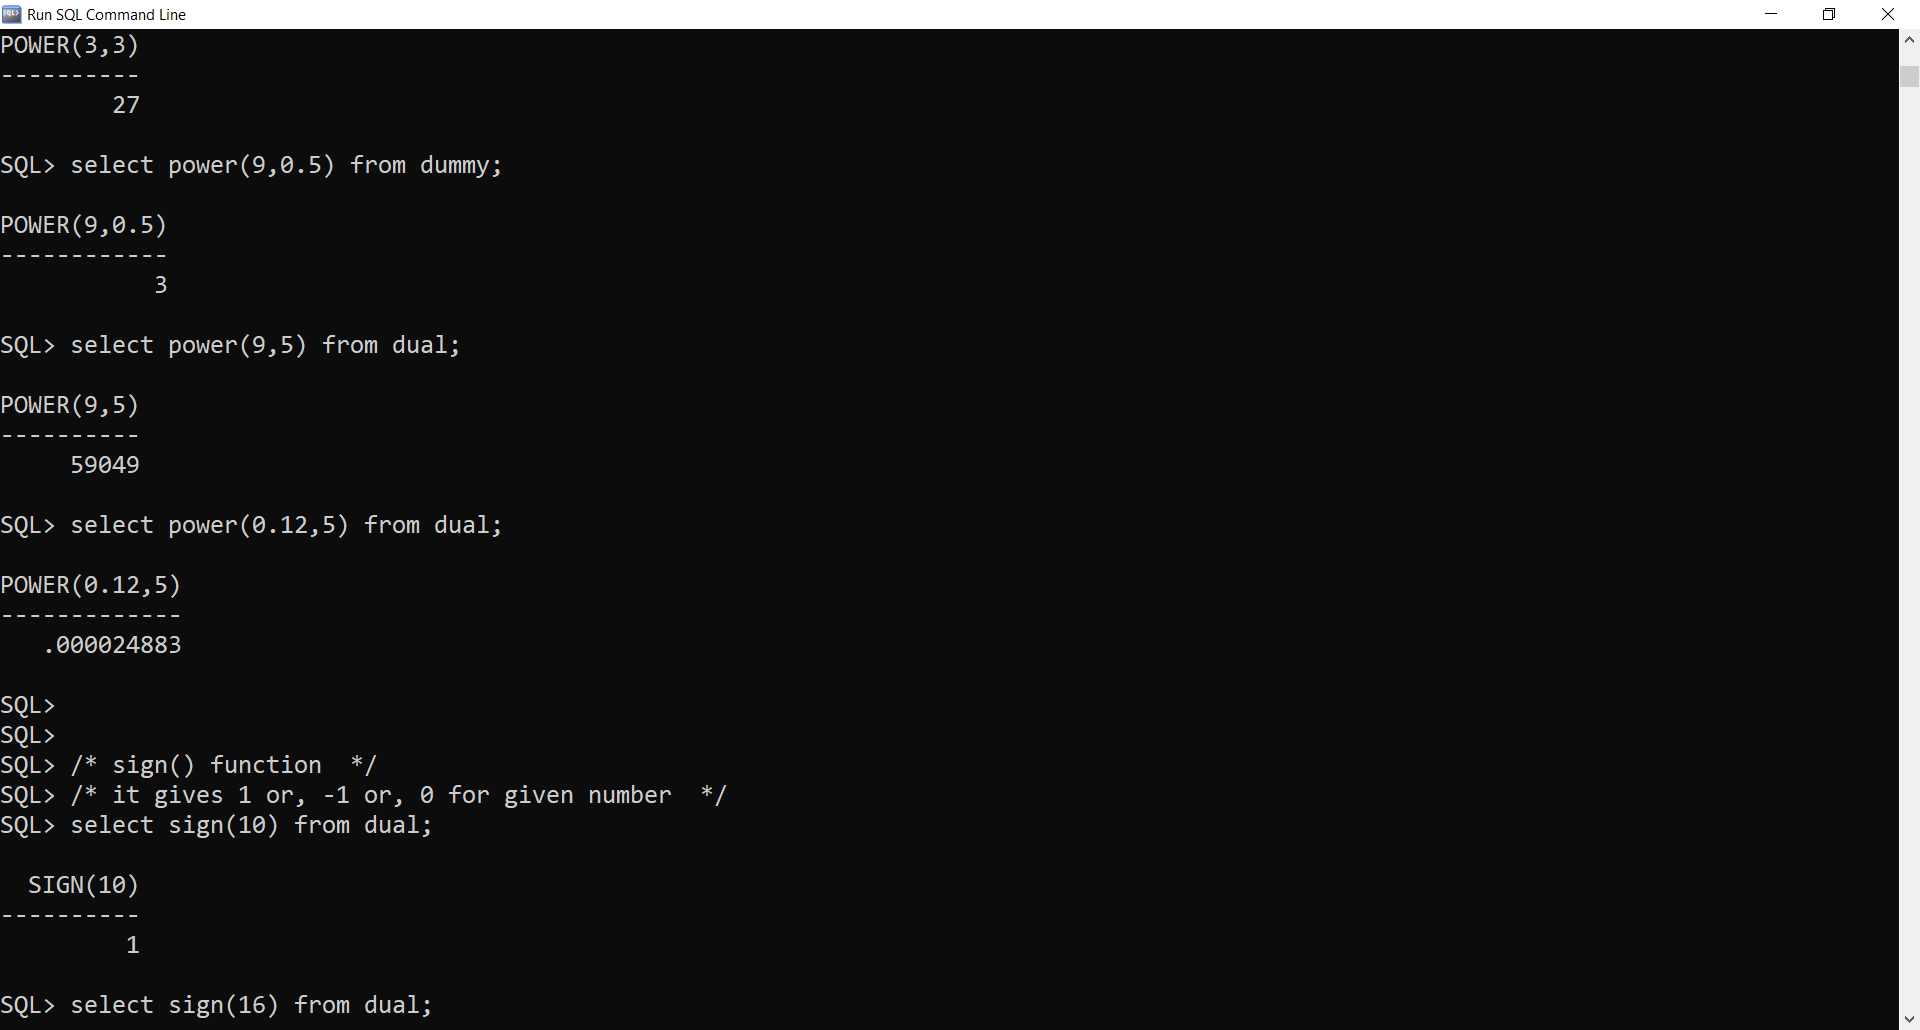 Run SQL Command Line
POWER(3,3)
----------
        27
SQL> select power(9,0.5) from dummy;
POWER(9,0.5)
------------
           3
SQL> select power(9,5) from dual;
POWER(9,5)
----------
     59049
SQL> select power(0.12,5) from dual;
POWER(0.12,5)
-------------
   .000024883
SQL>
SQL>
SQL> /* sign() function  */
SQL> /* it gives 1 or, -1 or, 0 for given number  */
SQL> select sign(10) from dual;
  SIGN(10)
----------
         1
SQL> select sign(16) from dual;